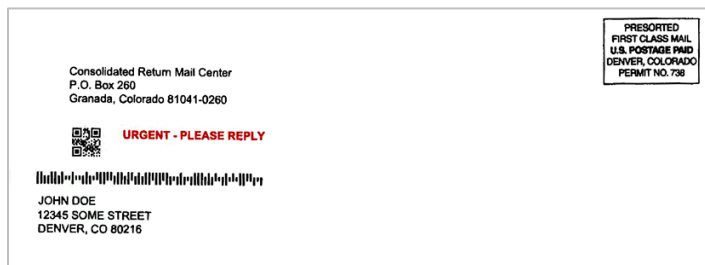 PRESORTED
FIRST CLASS MAIL
U.S. POSTAGE PAID
DENVER, COLORADO
PERMIT NO. 738
Consolidated Return Mail Center
P.O. Box 260
Granada, Colorado 81041-0260
URGENT - PLEASE REPLY
JOHN DOE
12345 SOME STREET
DENVER, CO 80216